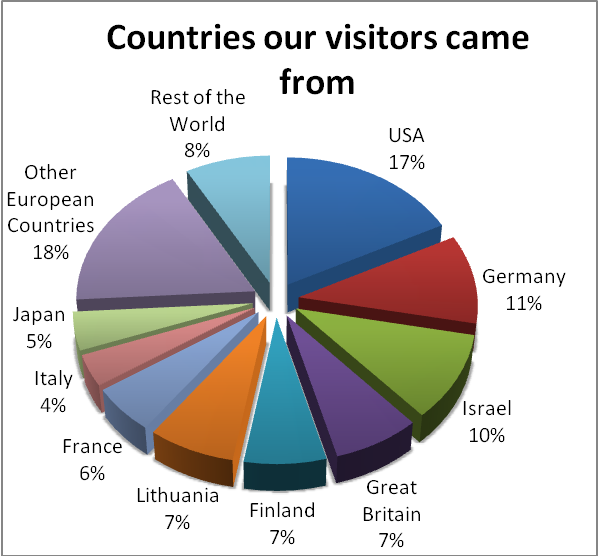 Countries our visitors came
from
Rest of the
World
8%
USA
17%
Other
European
Countries
18%
Germany
11%
Japan
5%
Italy
4%
Israel
10%
France
6%
Lithuania
7%
Finland
7%
Great
Britain
7%